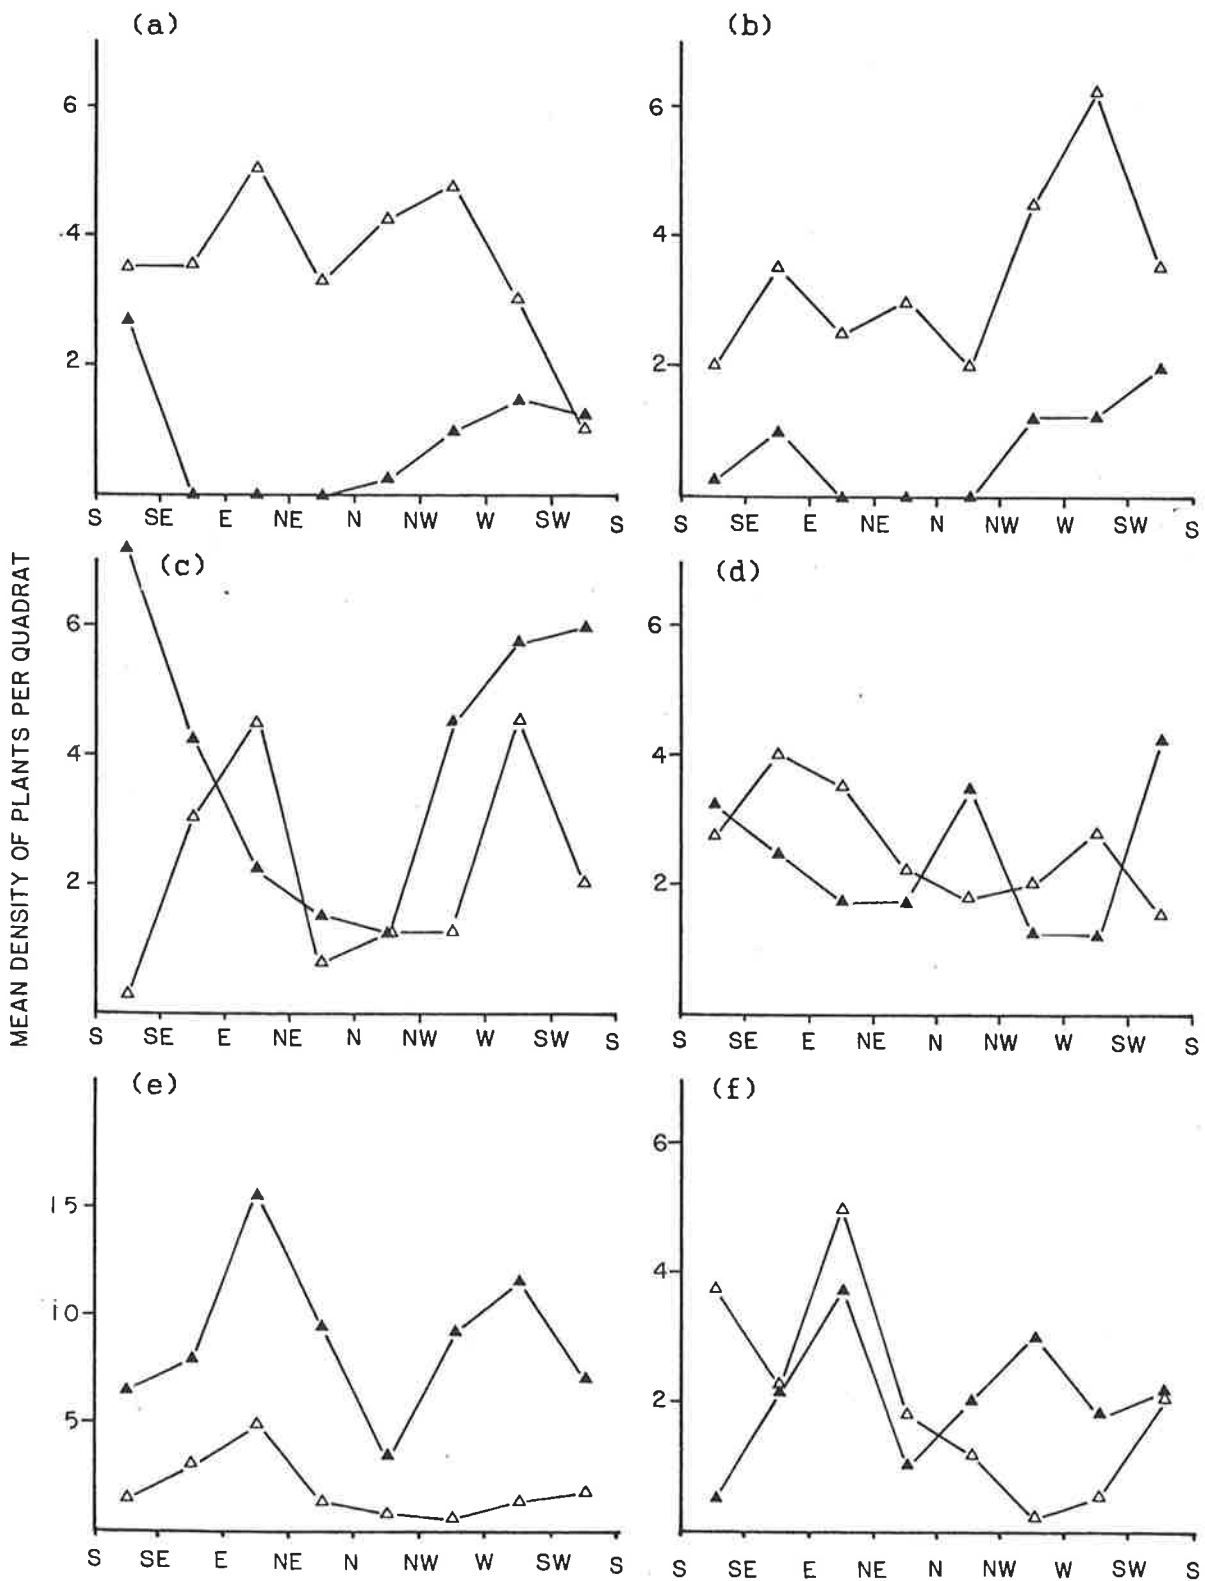 (a)
6
4
2
S SE E NE N NW W SW S
(b)
6
4
2
S SE E NE N NW W SW S
MEAN DENSITY OF PLANTS PER QUADRAT
(c)
6
4
2
S SE E NE N NW W SW S
(d)
6
4
2
S SE E NE N NW W SW S
(e)
15
10
5
S SE E NE N NW W SW S
(f)
6
4
2
S SE E NE N NW W SW S